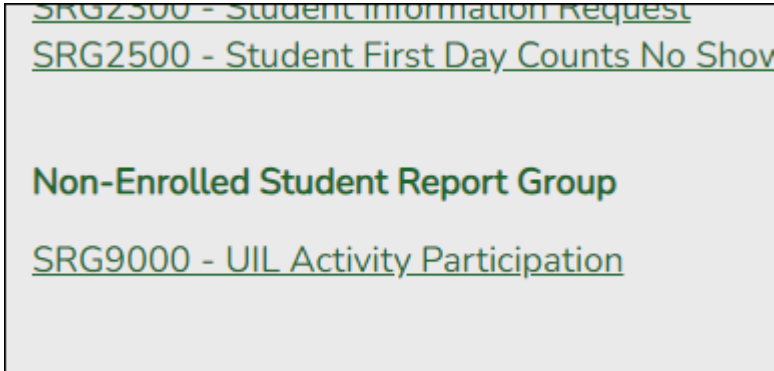 SRG2300 - Student Information Request
SRG2500 - Student First Day Counts No Show
Non-Enrolled Student Report Group
SRG9000 - UIL Activity Participation